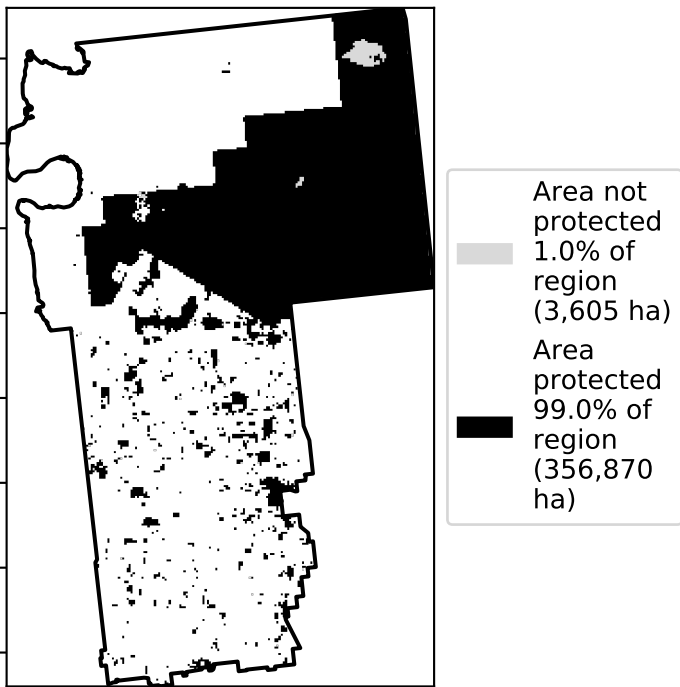 Area not
protected
1.0% of
region
(3,605 ha)
Area
protected
99.0% of
region
(356,870
ha)